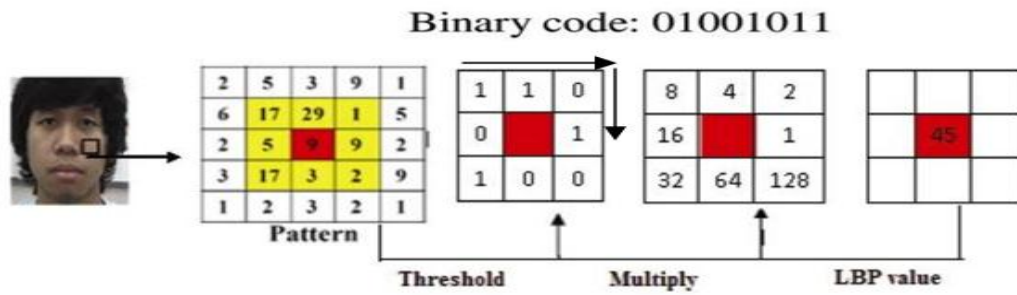 Binary code: 01001011
2 5 3 9 1
6 17 29 1 5
2 5 9 9 2
3 17 3 2 9
1 2 3 2 1
Pattern
1 1 0
0 1
1 0 0
8 4 2
16 1
32 64 128
45
Threshold
Multiply
LBP value